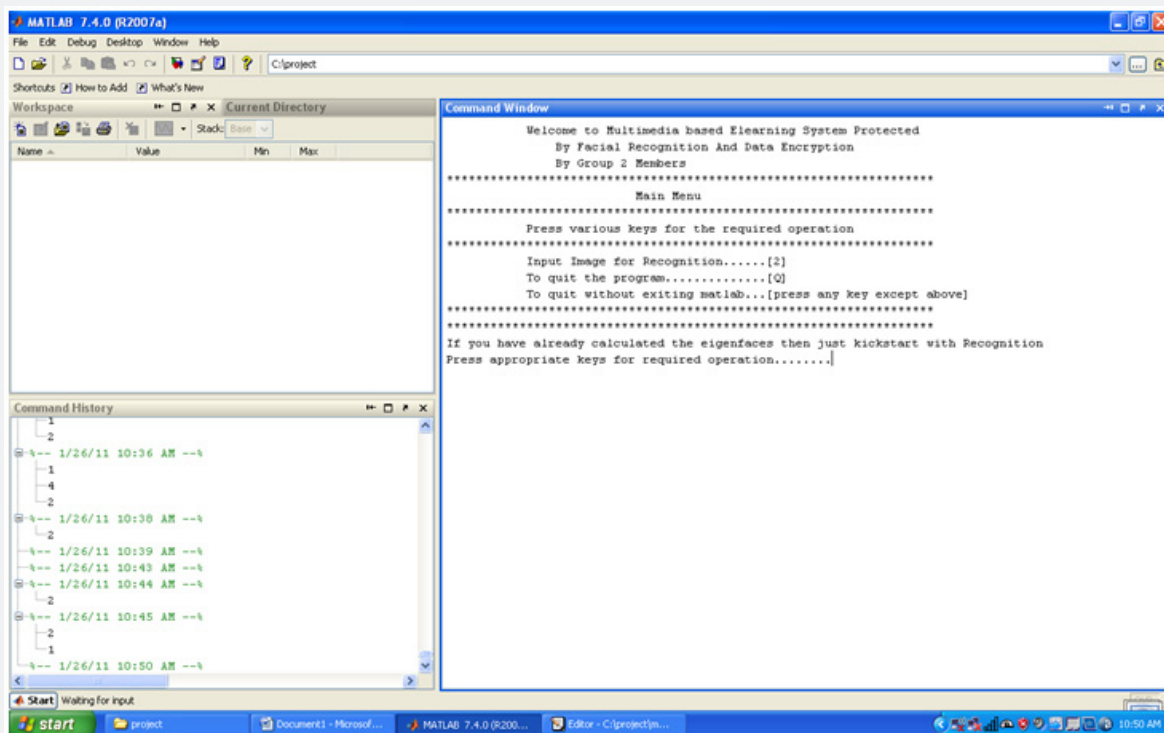 MATLAB 7.4.0 (R2007a)
File Edit Debug Desktop Window Help
C:\project
Shortcuts How to Add What's New
Workspace Current Directory
Stack: Base
Name Value Min Max
Command History
1
2
%-- 1/26/11 10:36 AM --%
1
4
2
%-- 1/26/11 10:38 AM --%
2
%-- 1/26/11 10:39 AM --%
%-- 1/26/11 10:43 AM --%
%-- 1/26/11 10:44 AM --%
2
%-- 1/26/11 10:45 AM --%
2
1
%-- 1/26/11 10:50 AM --%
Command Window
Welcome to Multimedia based Elearning System Protected
By Facial Recognition And Data Encryption
By Group 2 Members
*******************************************************************
Main Menu
*******************************************************************
Press various keys for the required operation
*******************************************************************
Input Image for Recognition......[2]
To quit the program..............[Q]
To quit without exiting matlab...[press any key except above]
*******************************************************************
*******************************************************************
If you have already calculated the eigenfaces then just kickstart with Recognition
Press appropriate keys for required operation........
Start Waiting for input
start project Document1 - Microsof... MATLAB 7.4.0 (R200... Editor - C:\project\m... 10:50 AM